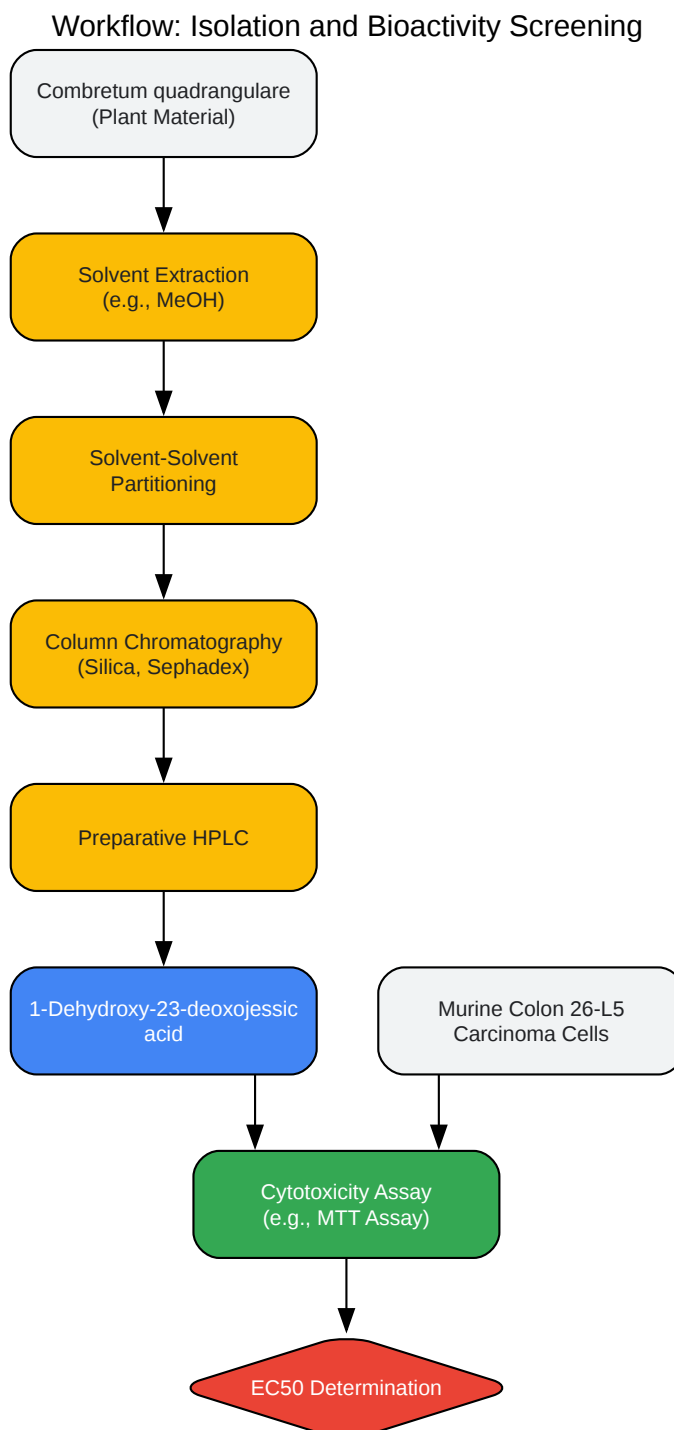 Workflow: Isolation and Bioactivity Screening
Combretum quadrangulare
(Plant Material)
Solvent Extraction
(e.g., MeOH)
Solvent-Solvent
Partitioning
Column Chromatography
(Silica, Sephadex)
Preparative HPLC
1-Dehydroxy-23-deoxojessic
acid
Murine Colon 26-L5
Carcinoma Cells
Cytotoxicity Assay
(e.g., MTT Assay)
EC50 Determination